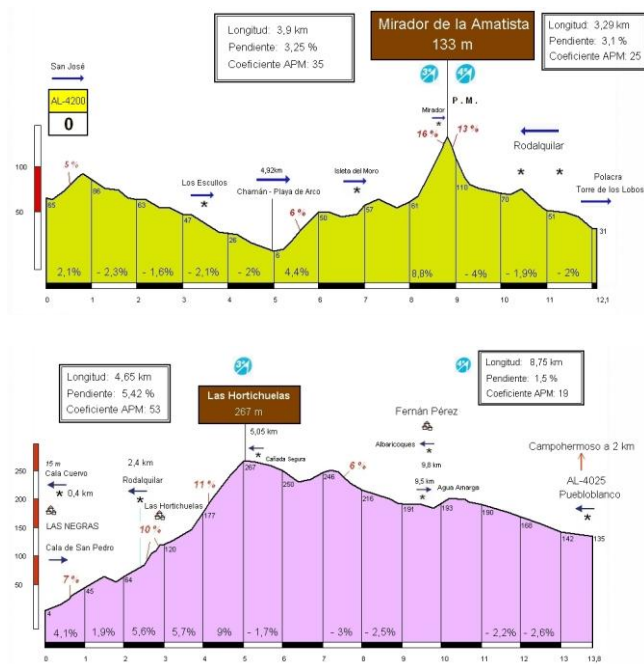 Longitud: 3,9 km
Pendiente: 3,25 %
Coeficiente APM: 35
Mirador de la Amatista
133 m
Longitud: 3,29 km
Pendiente: 3,1 %
Coeficiente APM: 25
San José
AL-4200
0
3ª
4ª
P. M.
Mirador
16 %
13 %
Rodalquilar
5 %
Los Escullos
4,92km
Chamán - Playa de Arco
Isleta del Moro
6 %
Polacra
Torre de los Lobos
100
50
65
86
63
47
26
6
50
57
61
110
70
51
31
2,1%
- 2,3%
- 1,6%
- 2,1%
- 2%
4,4%
8,8%
- 4%
- 1,9%
- 2%
0
1
2
3
4
5
6
7
8
9
10
11
12,1
Longitud: 4,65 km
Pendiente: 5,42 %
Coeficiente APM: 53
3ª
Las Hortichuelas
267 m
4ª
Longitud: 8,75 km
Pendiente: 1,5 %
Coeficiente APM: 19
Fernán Pérez
5,05 km
Cañada Segura
Albaricoques
9,8 km
9,5 km
Agua Amarga
Campohermoso a 2 km
AL-4025
Puebloblanco
15 m
Cala Cuervo
0,4 km
LAS NEGRAS
Cala de San Pedro
2,4 km
Rodalquilar
Las Hortichuelas
7 %
10 %
11 %
6 %
250
200
150
100
50
4
45
64
120
177
267
250
246
216
191
193
190
168
142
135
4,1%
1,9%
5,6%
5,7%
9%
- 1,7%
- 3%
- 2,5%
- 2,2%
- 2,6%
0
1
2
3
4
5
6
7
8
9
10
11
12
13
13,8